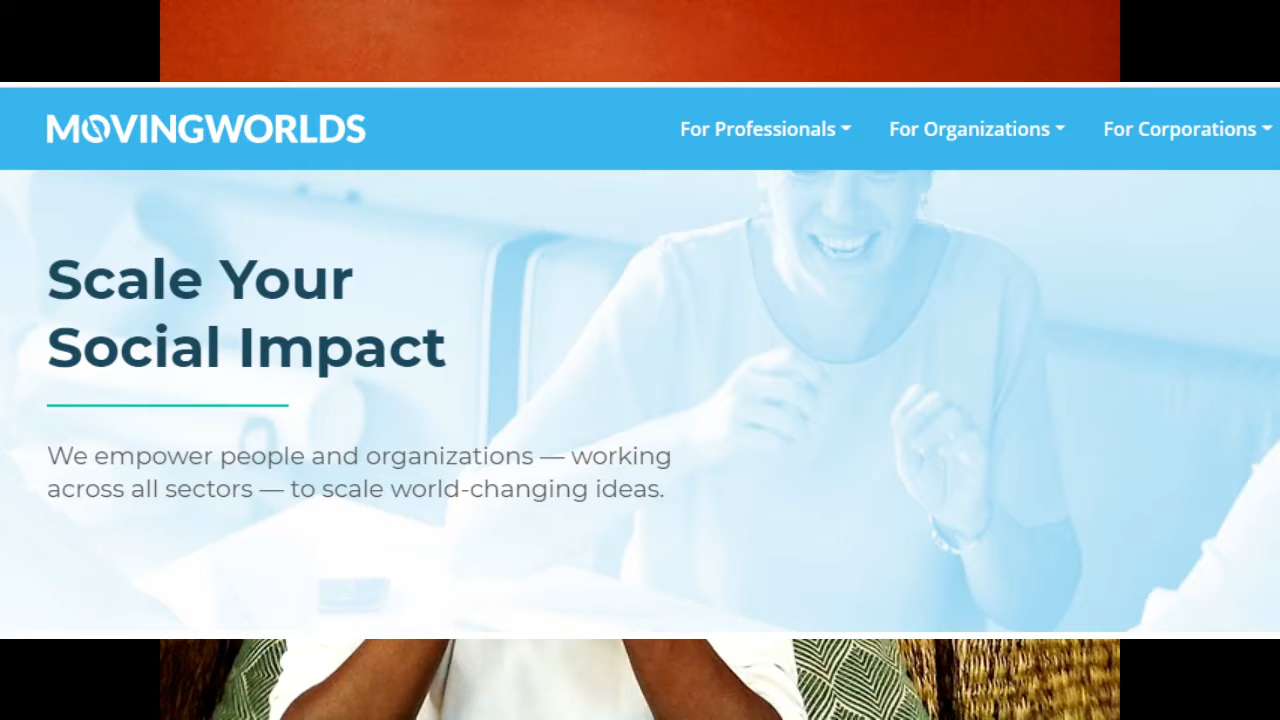 MOVINGWORLDS
For Professionals
For Organizations
For Corporations
Scale Your
Social Impact
We empower people and organizations — working
across all sectors — to scale world-changing ideas.